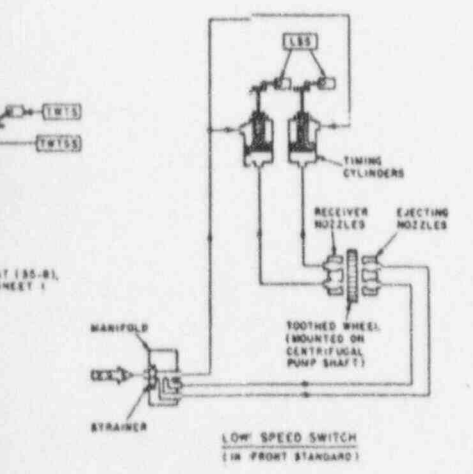 LSS
TWTS
TWTSS
TIMING
CYLINDERS
RECEIVER
NOZZLES
EJECTING
NOZZLES
(35-B),
SHEET 1
MANIFOLD
TOOTHED WHEEL
(MOUNTED ON
CENTRIFUGAL
PUMP SHAFT)
STRAINER
LOW SPEED SWITCH
(IN FRONT STANDARD)